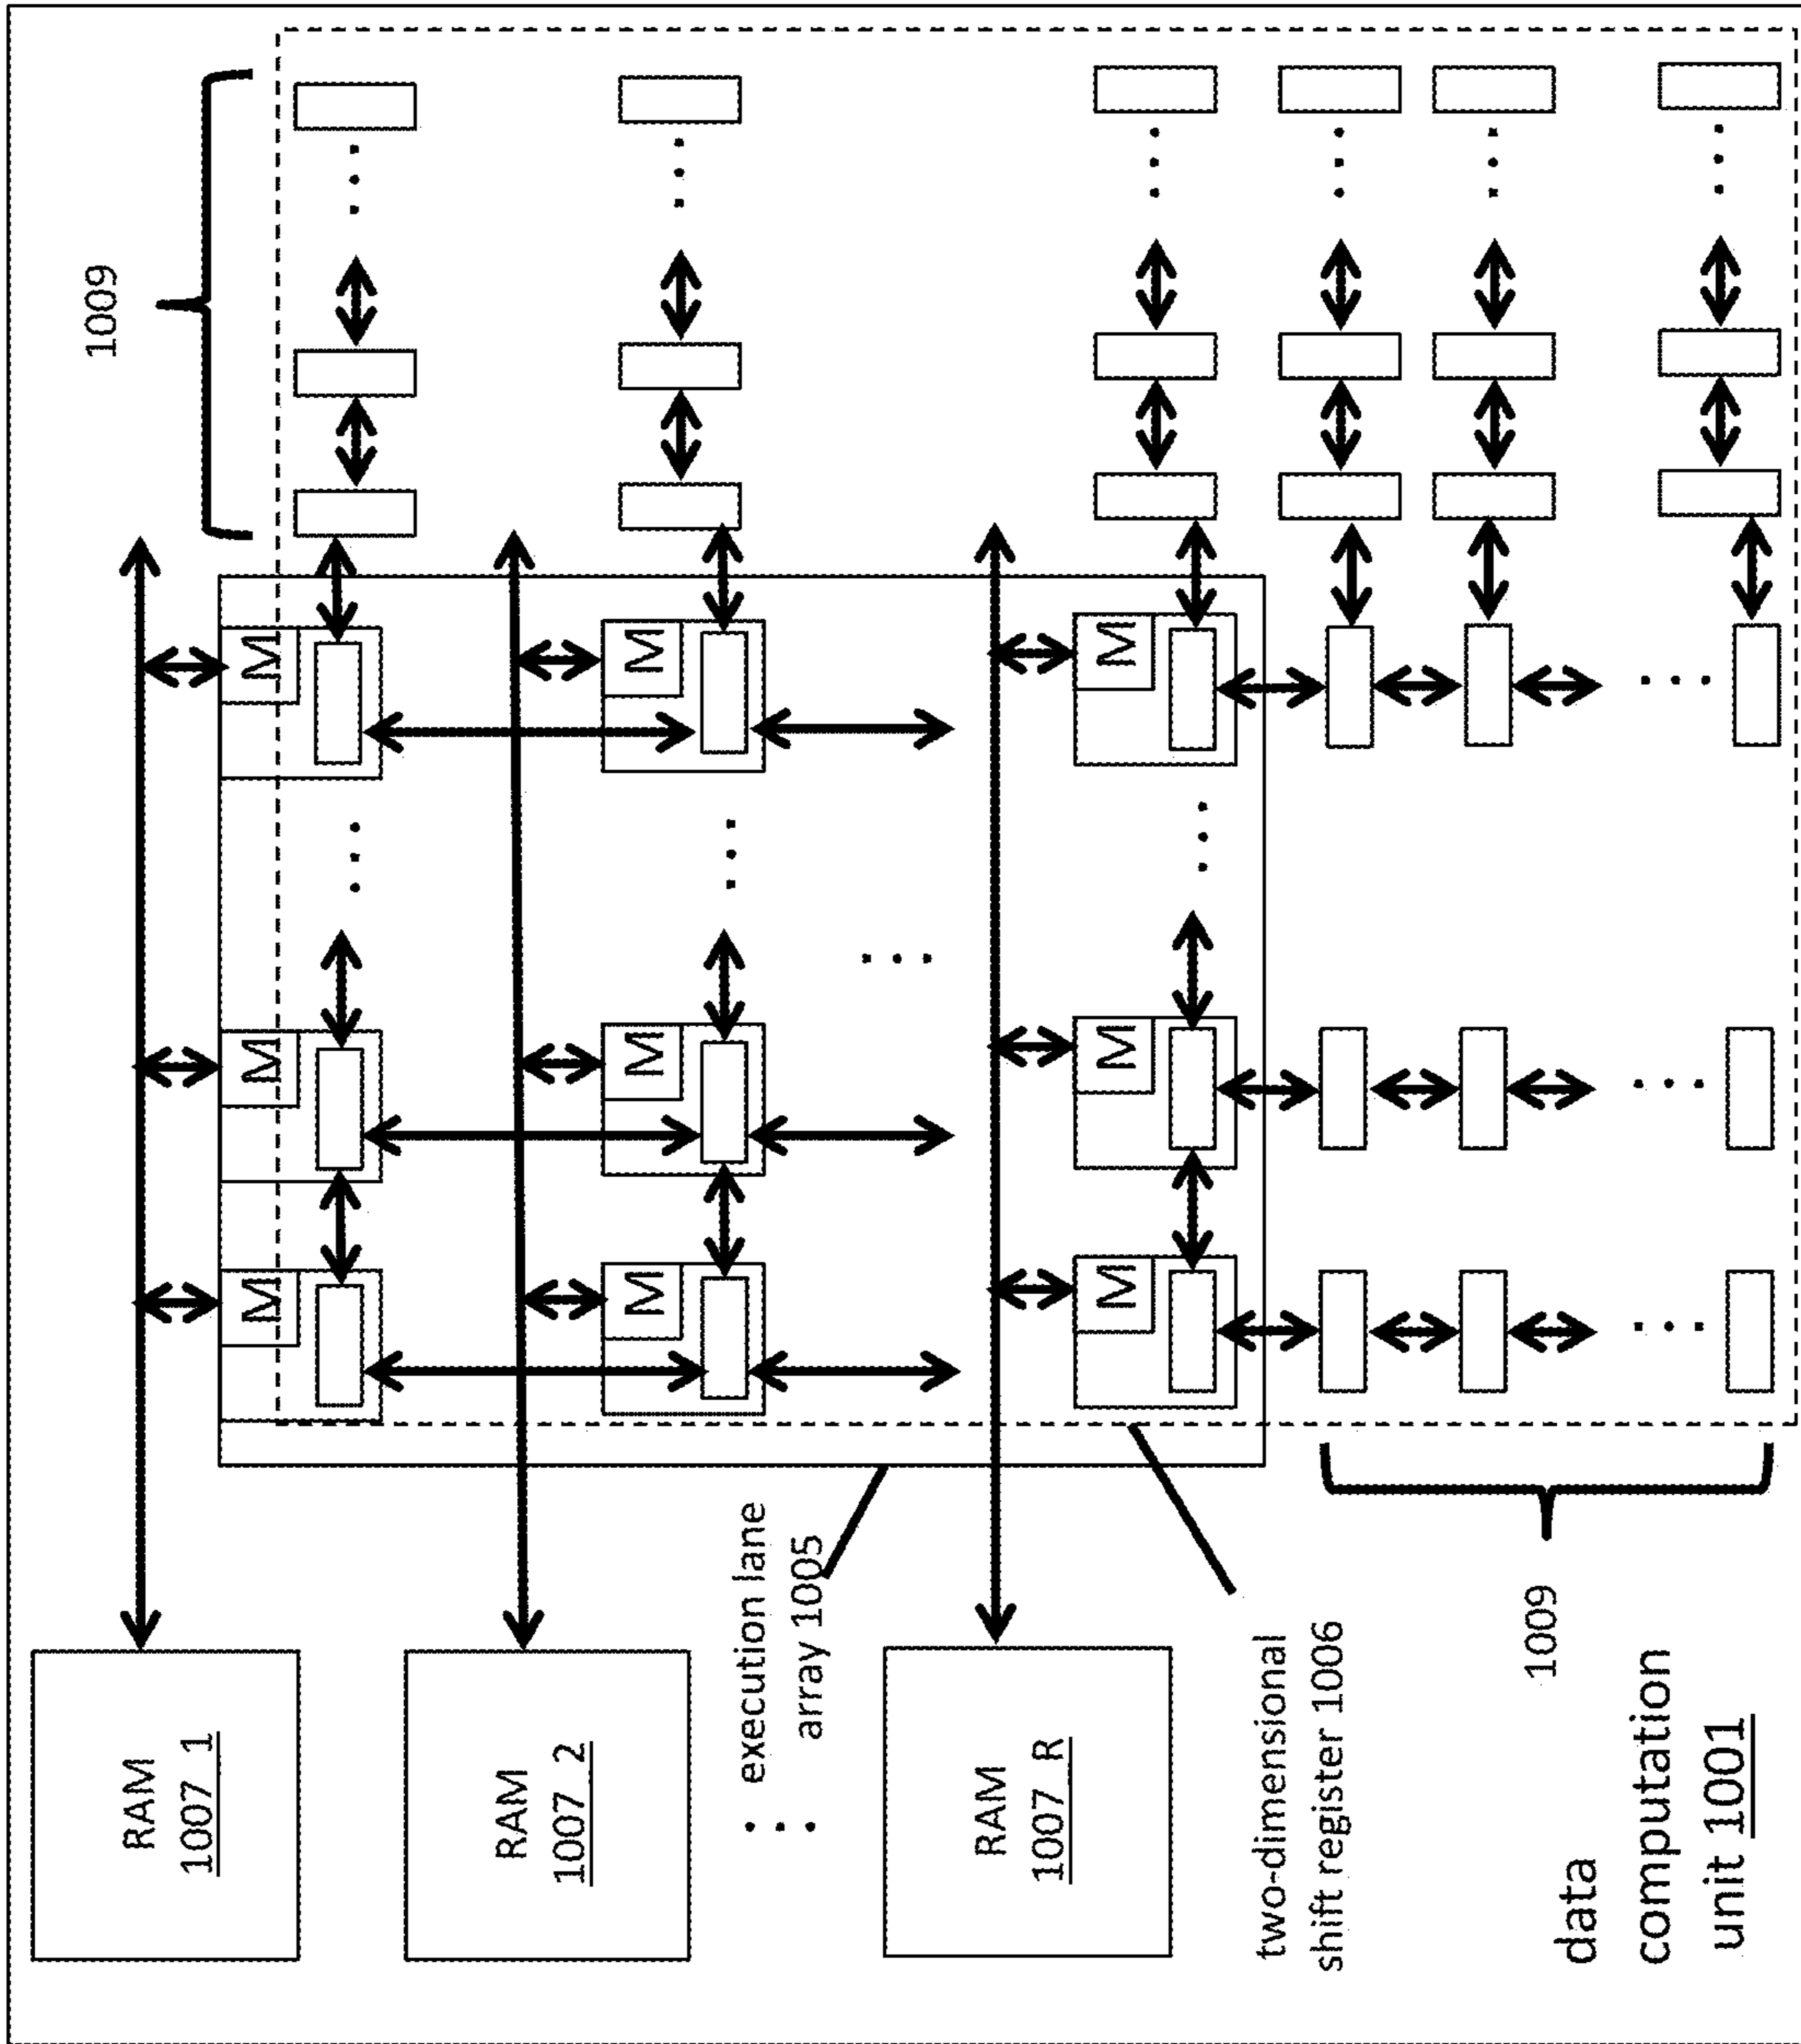 1009
RAM
1007_1
M
M
M
RAM
1007_2
M
M
M
execution lane
array 1005
RAM
1007_R
M
M
M
two-dimensional
shift register 1006
1009
data
computation
unit 1001